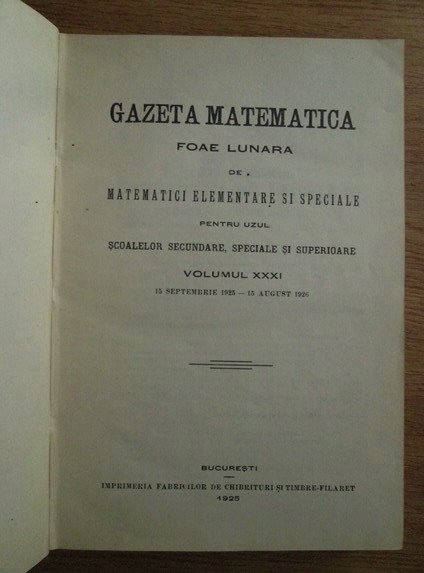 GAZETA MATEMATICA
FOAE LUNARA
DE
MATEMATICI ELEMENTARE SI SPECIALE
PENTRU UZUL
ȘCOALELOR SECUNDARE, SPECIALE ȘI SUPERIOARE
VOLUMUL XXXI
15 SEPTEMBRIE 1925 — 15 AUGUST 1926
BUCUREȘTI
IMPRIMERIA FABRICILOR DE CHIBRITURI ȘI TIMBRE-FILARET
1925